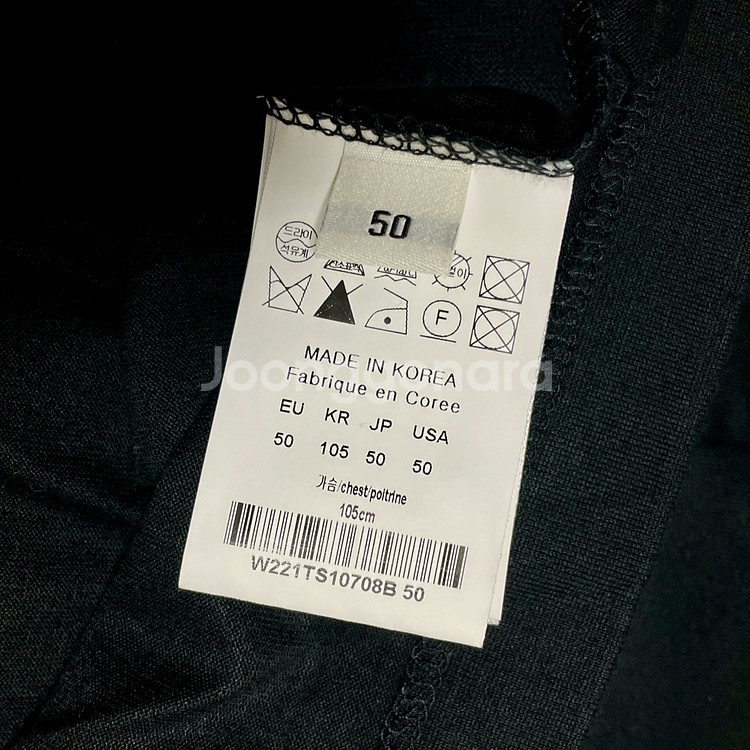 50
드라이
석유계
F
MADE IN KOREA
Joonggonara
Fabrique en Coree
EU KR JP USA
50 105 50 50
가슴/chest/poitrine
105cm
W221TS10708B 50